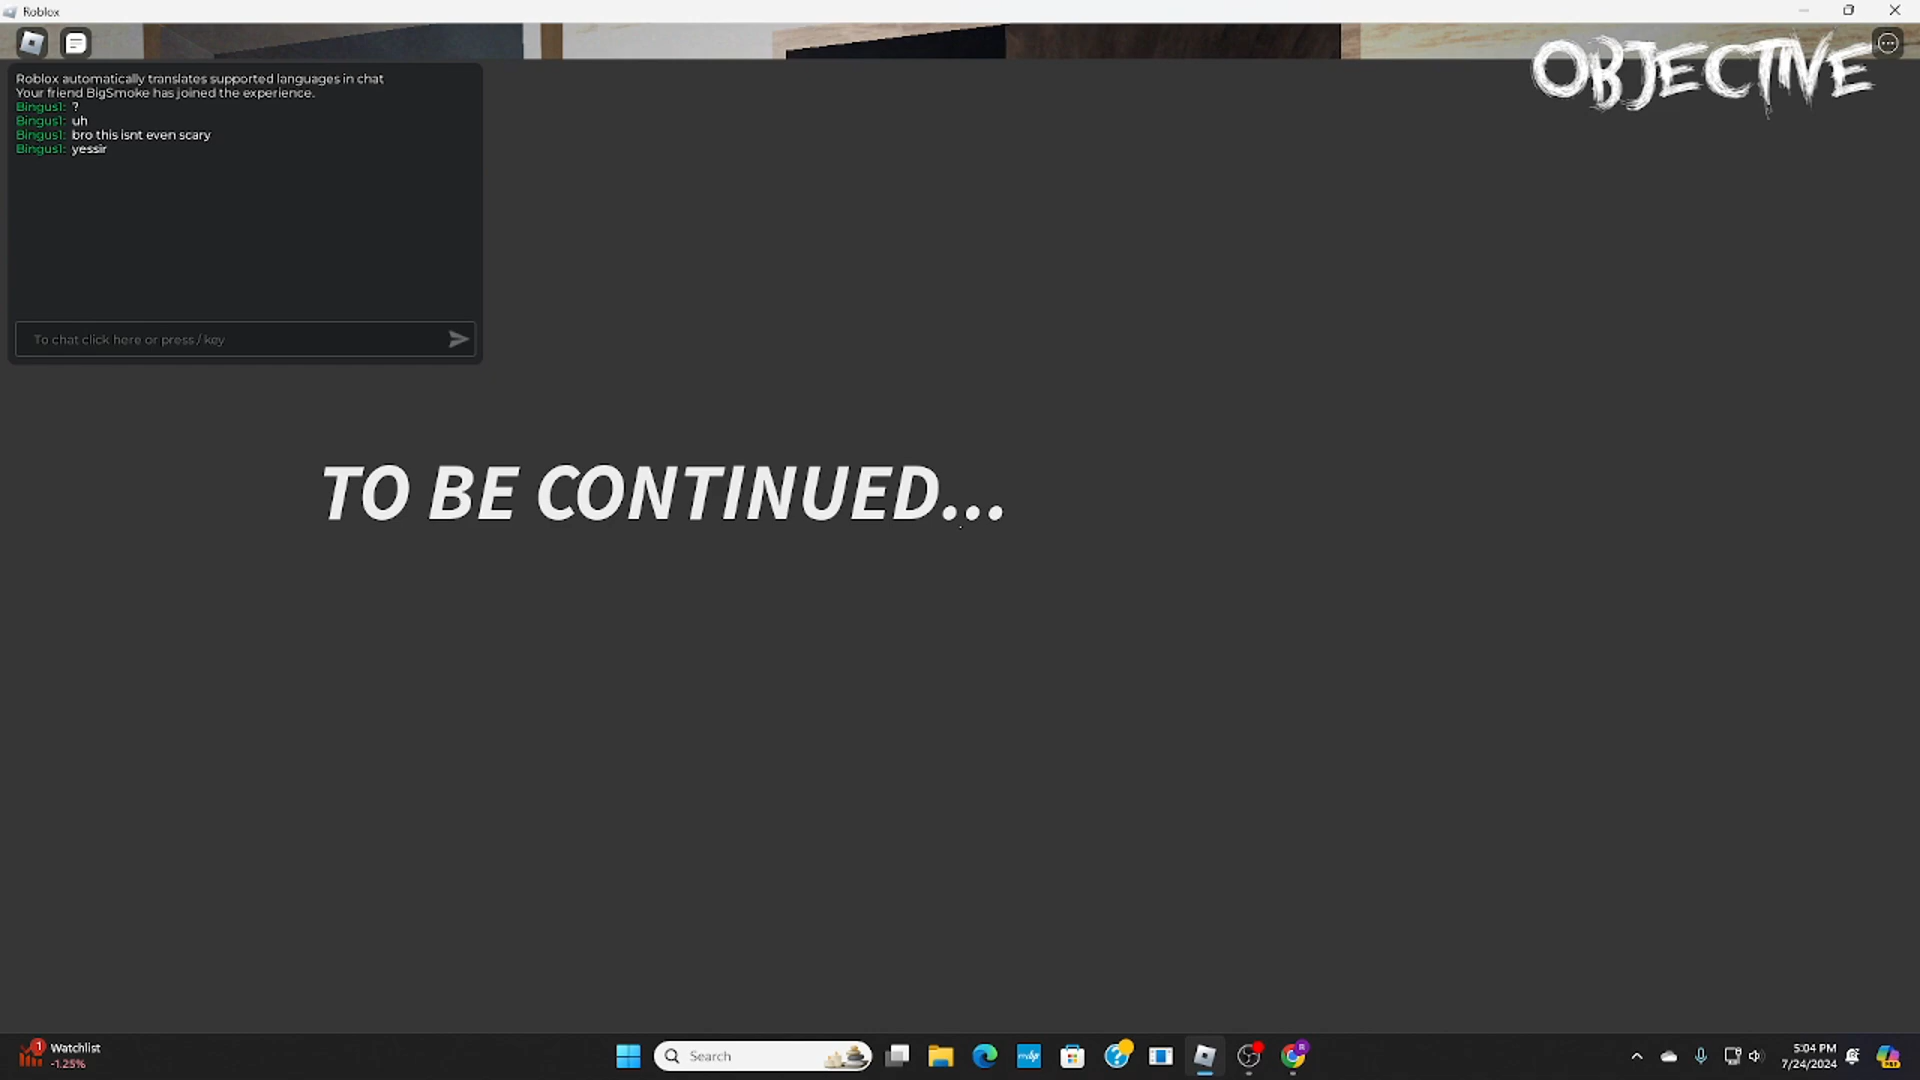 Roblox
OBJECTIVE
Roblox automatically translates supported languages in chat
Your friend BigSmoke has joined the experience.
Bingus1: ?
Bingus1: uh
Bingus1: bro this isnt even scary
Bingus1: yessir
To chat click here or press / key
TO BE CONTINUED...
1
Watchlist
-1.25%
Search
R
5:04 PM
7/24/2024